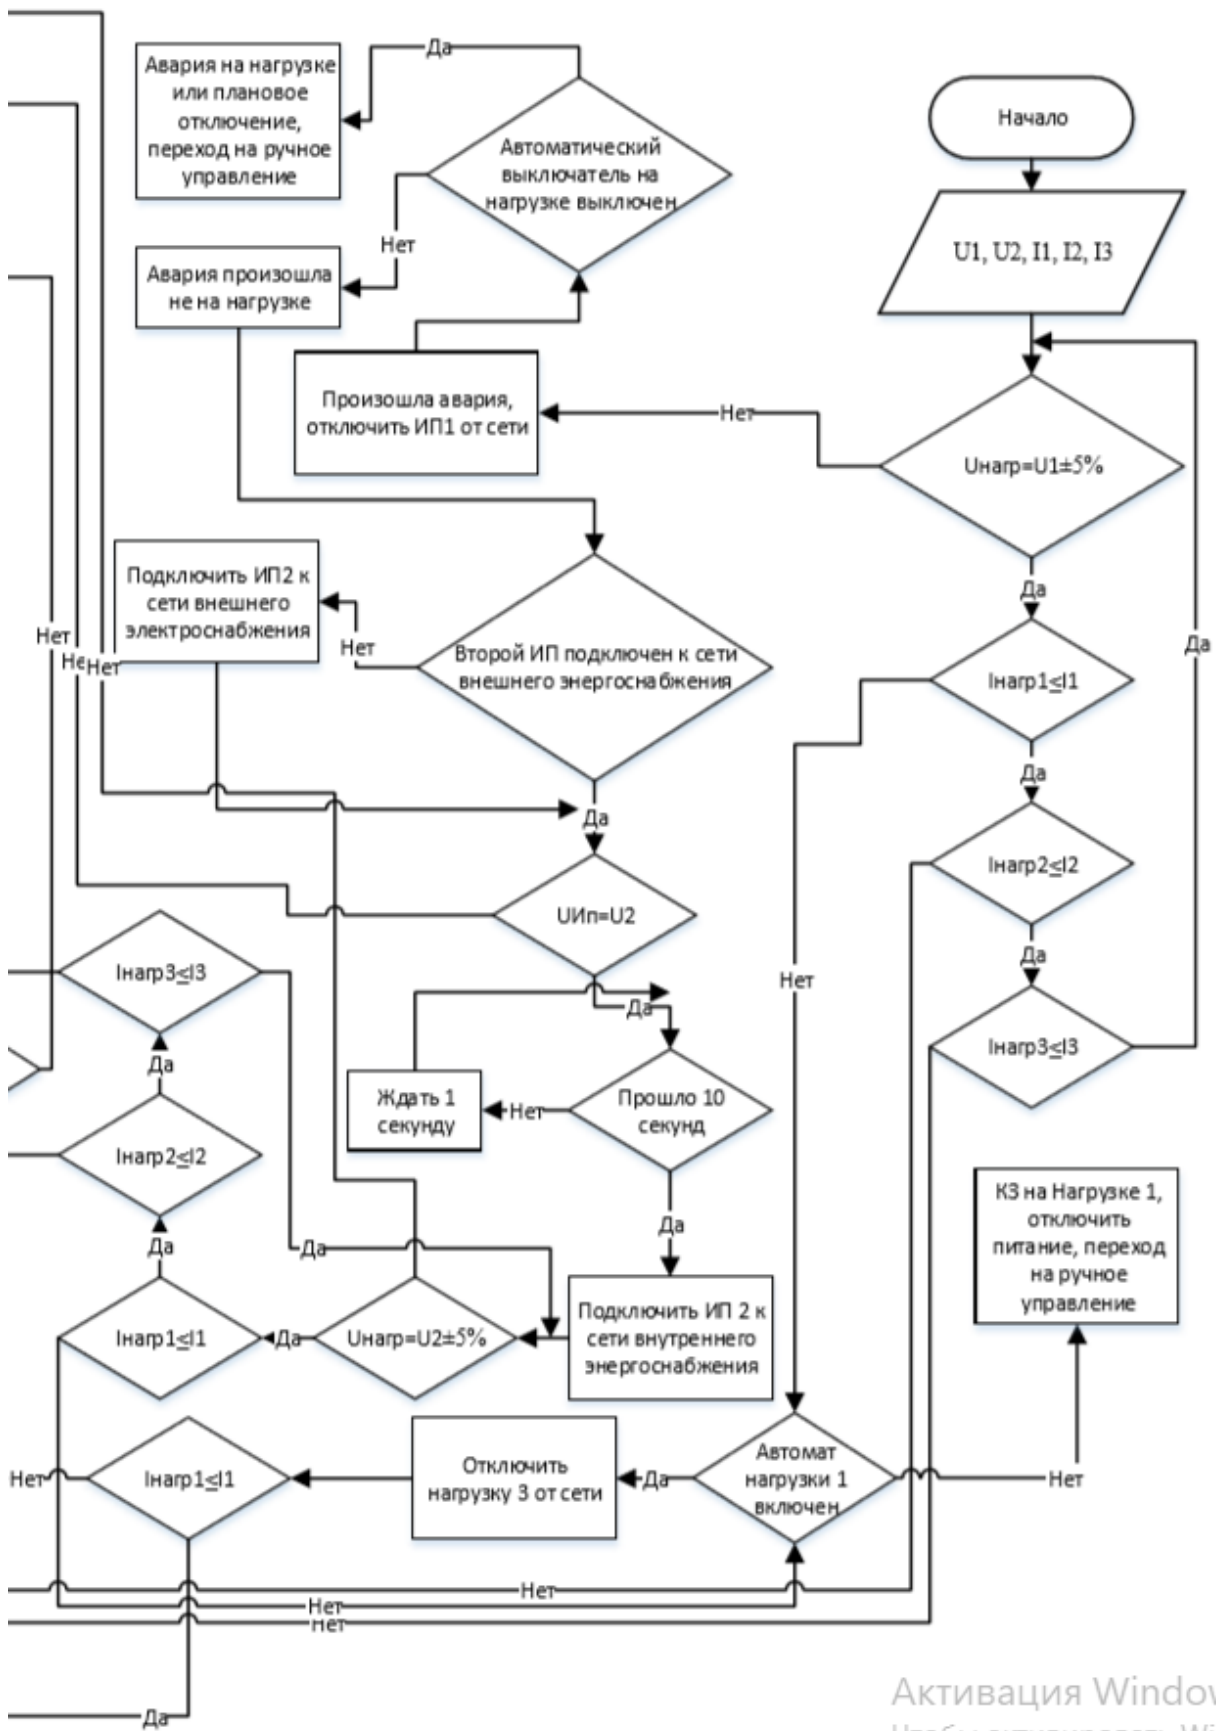 Да
Авария на нагрузке
или плановое
отключение,
переход на ручное
управление
Автоматический
выключатель на
нагрузке выключен
Начало
Нет
U1, U2, I1, I2, I3
Авария произошла
не на нагрузке
Произошла авария,
отключить ИП1 от сети
Нет
Uнагр=U1±5%
Да
Подключить ИП2 к
сети внешнего
электроснабжения
Нет
Нет
Нет
Второй ИП подключен к сети
внешнего энергоснабжения
Да
Iнагр1≤I1
Да
Да
Iнагр2≤I2
UИп=U2
Да
Iнагр3≤I3
Нет
Да
Iнагр3≤I3
Да
Ждать 1
секунду
Нет
Прошло 10
секунд
Iнагр2≤I2
Да
КЗ на Нагрузке 1,
отключить
питание, переход
на ручное
управление
Да
Да
Iнагр1≤I1
Да
Uнагр=U2±5%
Подключить ИП 2 к
сети внутреннего
энергоснабжения
Нет
Iнагр1≤I1
Отключить
нагрузку 3 от сети
Да
Автомат
нагрузки 1
включен
Нет
Нет
Нет
Нет
Да
Активация